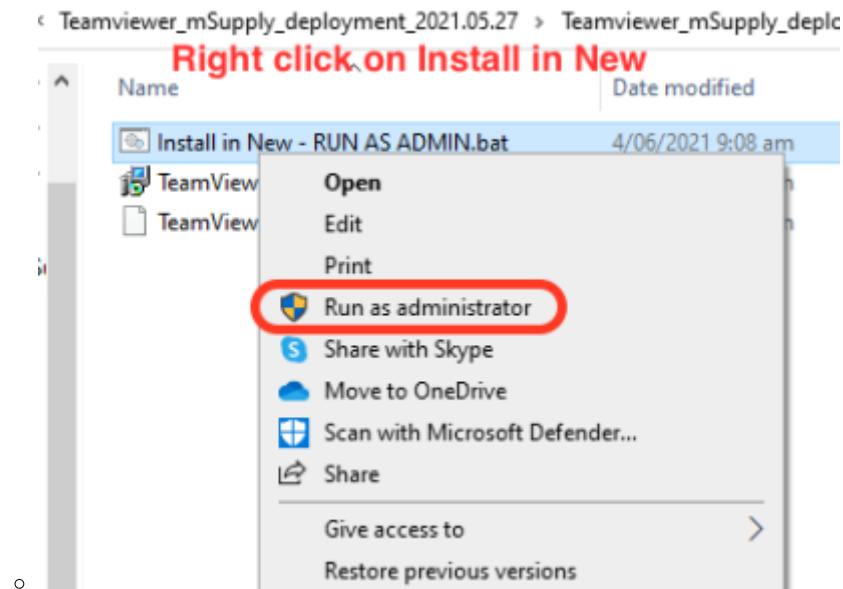 Teamviewer_mSupply_deployment_2021.05.27 > Teamviewer_mSupply_deplo
Right click on Install in New
Name Date modified
Install in New - RUN AS ADMIN.bat 4/06/2021 9:08 am
TeamView
TeamView
Open
Edit
Print
Run as administrator
Share with Skype
Move to OneDrive
Scan with Microsoft Defender...
Share
Give access to
Restore previous versions